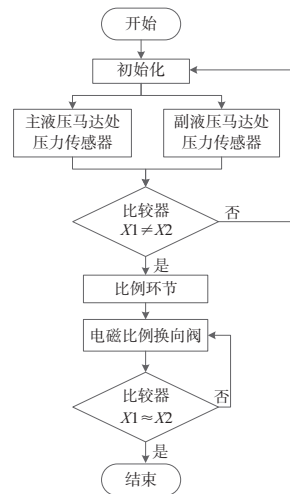 开始
初始化
主液压马达处
压力传感器
副液压马达处
压力传感器
比较器
X1≠X2
否
是
比例环节
电磁比例换向阀
比较器
X1≈X2
否
是
结束